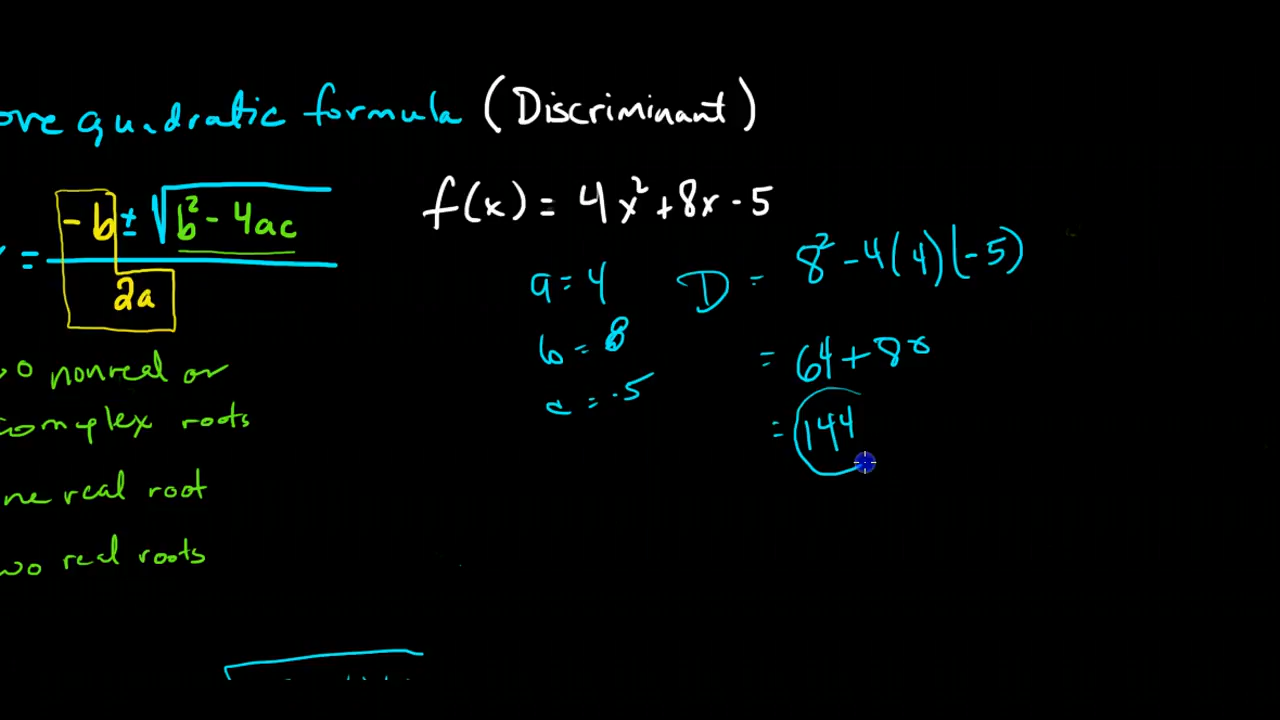 ove quadratic formula (Discriminant)
= -b ± √b² - 4ac
2a
f(x) = 4x² + 8x - 5
a = 4
b = 8
c = -5
D = 8² - 4(4)(-5)
= 64 + 80
= 144
o nonreal or
complex roots
ne real root
wo real roots